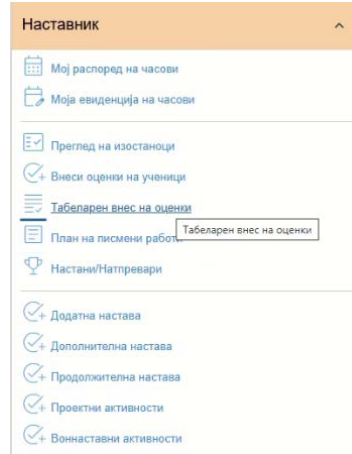 Наставник
Мој распоред на часови
Моја евиденција на часови
Преглед на изостаноци
Внеси оценки на ученици
Табеларен внес на оценки
План на писмени работи
Табеларен внес на оценки
Настани/Натпревари
Додатна настава
Дополнителна настава
Продолжителна настава
Проектни активности
Воннаставни активности